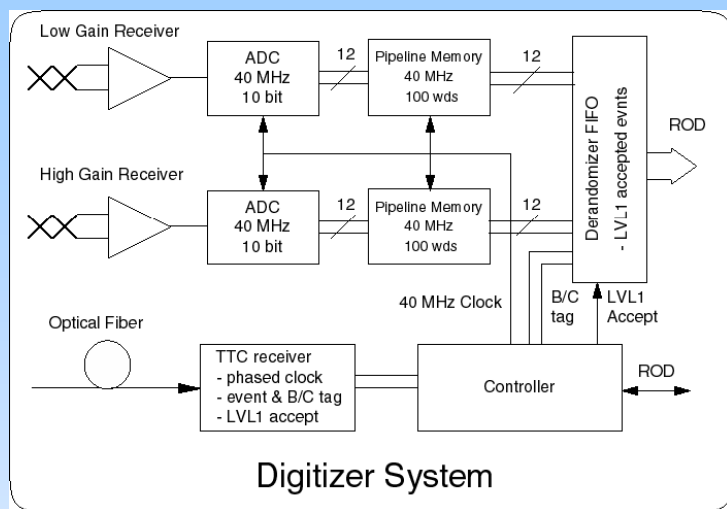 Low Gain Receiver
ADC
40 MHz
10 bit
12
Pipeline Memory
40 MHz
100 wds
12
Derandomizer FIFO
- LVL1 accepted evnts
ROD
High Gain Receiver
ADC
40 MHz
10 bit
12
Pipeline Memory
40 MHz
100 wds
12
40 MHz Clock
B/C
tag
LVL1
Accept
Optical Fiber
TTC receiver
- phased clock
- event & B/C tag
- LVL1 accept
Controller
ROD
Digitizer System